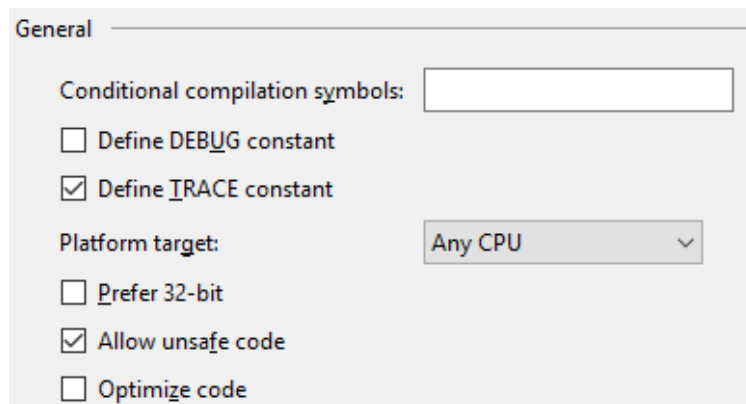 General
Conditional compilation symbols:
Define DEBUG constant
Define TRACE constant
Platform target: Any CPU
Prefer 32-bit
Allow unsafe code
Optimize code